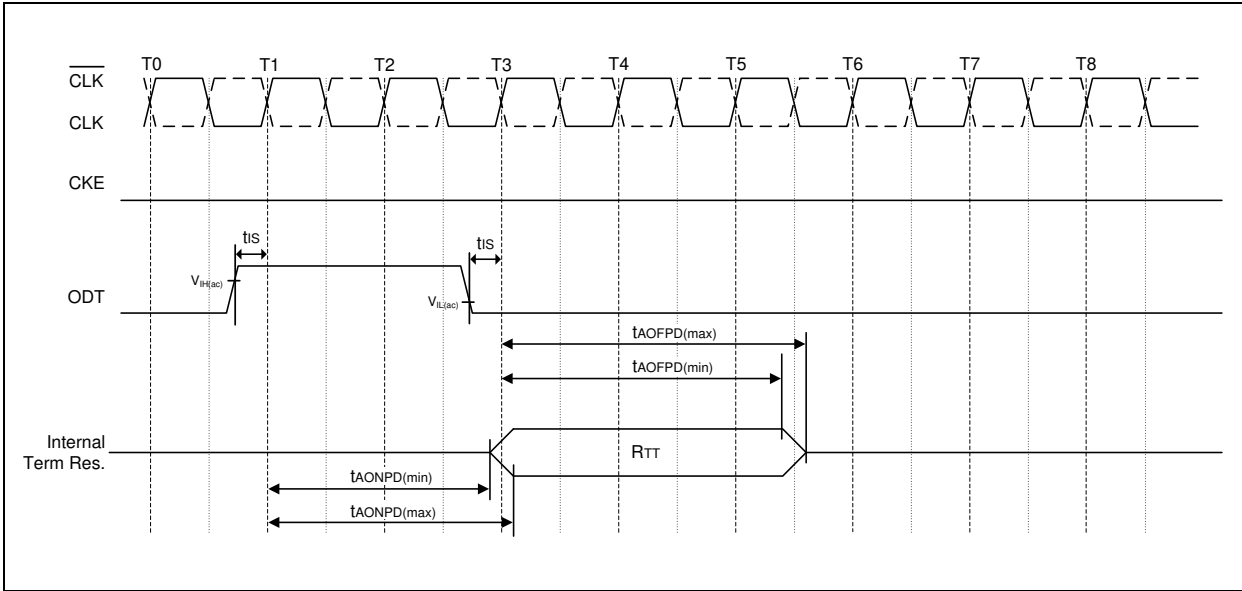 T0 T1 T2 T3 T4 T5 T6 T7 T8
CLK
CLK
CKE
tIS tIS
VIH(ac)
ODT
VIL(ac)
tAOFPD(max)
tAOFPD(min)
Internal
Term Res.
RTT
tAONPD(min)
tAONPD(max)